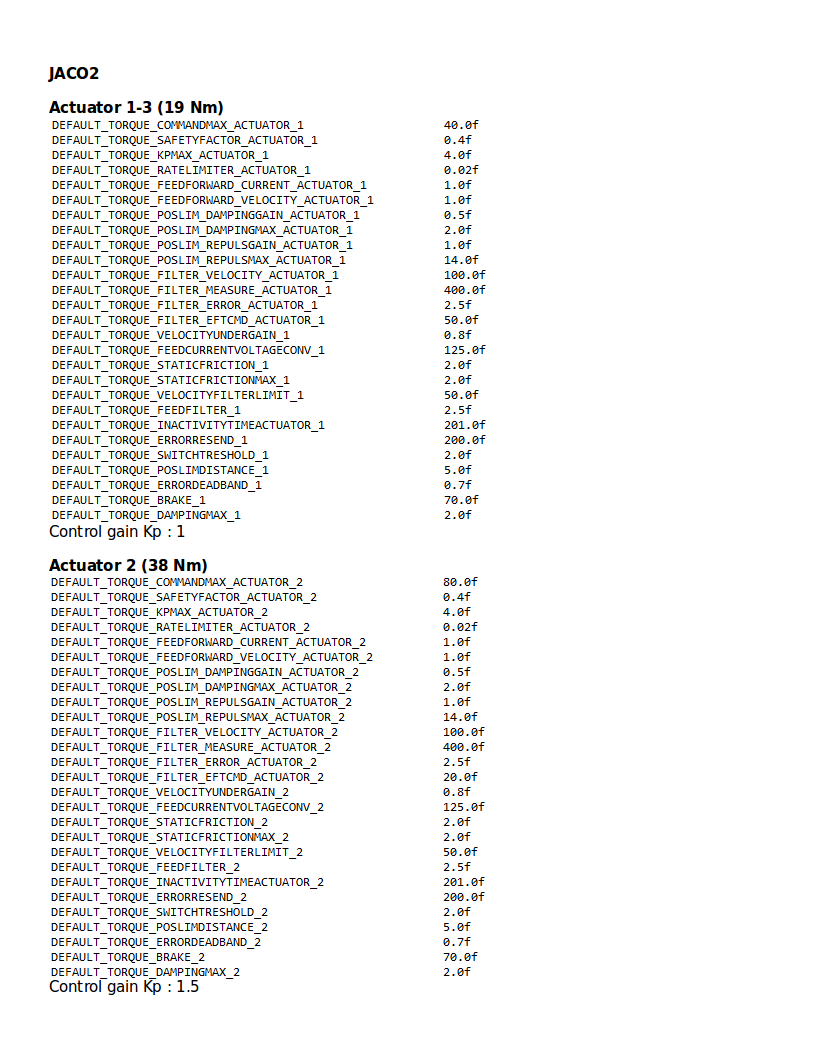 JACO2
Actuator 1-3 (19 Nm)
DEFAULT_TORQUE_COMMANDMAX_ACTUATOR_1 40.0f
DEFAULT_TORQUE_SAFETYFACTOR_ACTUATOR_1 0.4f
DEFAULT_TORQUE_KPMAX_ACTUATOR_1 4.0f
DEFAULT_TORQUE_RATELIMITER_ACTUATOR_1 0.02f
DEFAULT_TORQUE_FEEDFORWARD_CURRENT_ACTUATOR_1 1.0f
DEFAULT_TORQUE_FEEDFORWARD_VELOCITY_ACTUATOR_1 1.0f
DEFAULT_TORQUE_POSLIM_DAMPINGGAIN_ACTUATOR_1 0.5f
DEFAULT_TORQUE_POSLIM_DAMPINGMAX_ACTUATOR_1 2.0f
DEFAULT_TORQUE_POSLIM_REPULSGAIN_ACTUATOR_1 1.0f
DEFAULT_TORQUE_POSLIM_REPULSMAX_ACTUATOR_1 14.0f
DEFAULT_TORQUE_FILTER_VELOCITY_ACTUATOR_1 100.0f
DEFAULT_TORQUE_FILTER_MEASURE_ACTUATOR_1 400.0f
DEFAULT_TORQUE_FILTER_ERROR_ACTUATOR_1 2.5f
DEFAULT_TORQUE_FILTER_EFTCMD_ACTUATOR_1 50.0f
DEFAULT_TORQUE_VELOCITYUNDERGAIN_1 0.8f
DEFAULT_TORQUE_FEEDCURRENTVOLTAGECONV_1 125.0f
DEFAULT_TORQUE_STATICFRICTION_1 2.0f
DEFAULT_TORQUE_STATICFRICTIONMAX_1 2.0f
DEFAULT_TORQUE_VELOCITYFILTERLIMIT_1 50.0f
DEFAULT_TORQUE_FEEDFILTER_1 2.5f
DEFAULT_TORQUE_INACTIVITYTIMEACTUATOR_1 201.0f
DEFAULT_TORQUE_ERRORRESEND_1 200.0f
DEFAULT_TORQUE_SWITCHTRESHOLD_1 2.0f
DEFAULT_TORQUE_POSLIMDISTANCE_1 5.0f
DEFAULT_TORQUE_ERRORDEADBAND_1 0.7f
DEFAULT_TORQUE_BRAKE_1 70.0f
DEFAULT_TORQUE_DAMPINGMAX_1 2.0f
Control gain Kp : 1
Actuator 2 (38 Nm)
DEFAULT_TORQUE_COMMANDMAX_ACTUATOR_2 80.0f
DEFAULT_TORQUE_SAFETYFACTOR_ACTUATOR_2 0.4f
DEFAULT_TORQUE_KPMAX_ACTUATOR_2 4.0f
DEFAULT_TORQUE_RATELIMITER_ACTUATOR_2 0.02f
DEFAULT_TORQUE_FEEDFORWARD_CURRENT_ACTUATOR_2 1.0f
DEFAULT_TORQUE_FEEDFORWARD_VELOCITY_ACTUATOR_2 1.0f
DEFAULT_TORQUE_POSLIM_DAMPINGGAIN_ACTUATOR_2 0.5f
DEFAULT_TORQUE_POSLIM_DAMPINGMAX_ACTUATOR_2 2.0f
DEFAULT_TORQUE_POSLIM_REPULSGAIN_ACTUATOR_2 1.0f
DEFAULT_TORQUE_POSLIM_REPULSMAX_ACTUATOR_2 14.0f
DEFAULT_TORQUE_FILTER_VELOCITY_ACTUATOR_2 100.0f
DEFAULT_TORQUE_FILTER_MEASURE_ACTUATOR_2 400.0f
DEFAULT_TORQUE_FILTER_ERROR_ACTUATOR_2 2.5f
DEFAULT_TORQUE_FILTER_EFTCMD_ACTUATOR_2 20.0f
DEFAULT_TORQUE_VELOCITYUNDERGAIN_2 0.8f
DEFAULT_TORQUE_FEEDCURRENTVOLTAGECONV_2 125.0f
DEFAULT_TORQUE_STATICFRICTION_2 2.0f
DEFAULT_TORQUE_STATICFRICTIONMAX_2 2.0f
DEFAULT_TORQUE_VELOCITYFILTERLIMIT_2 50.0f
DEFAULT_TORQUE_FEEDFILTER_2 2.5f
DEFAULT_TORQUE_INACTIVITYTIMEACTUATOR_2 201.0f
DEFAULT_TORQUE_ERRORRESEND_2 200.0f
DEFAULT_TORQUE_SWITCHTRESHOLD_2 2.0f
DEFAULT_TORQUE_POSLIMDISTANCE_2 5.0f
DEFAULT_TORQUE_ERRORDEADBAND_2 0.7f
DEFAULT_TORQUE_BRAKE_2 70.0f
DEFAULT_TORQUE_DAMPINGMAX_2 2.0f
Control gain Kp : 1.5